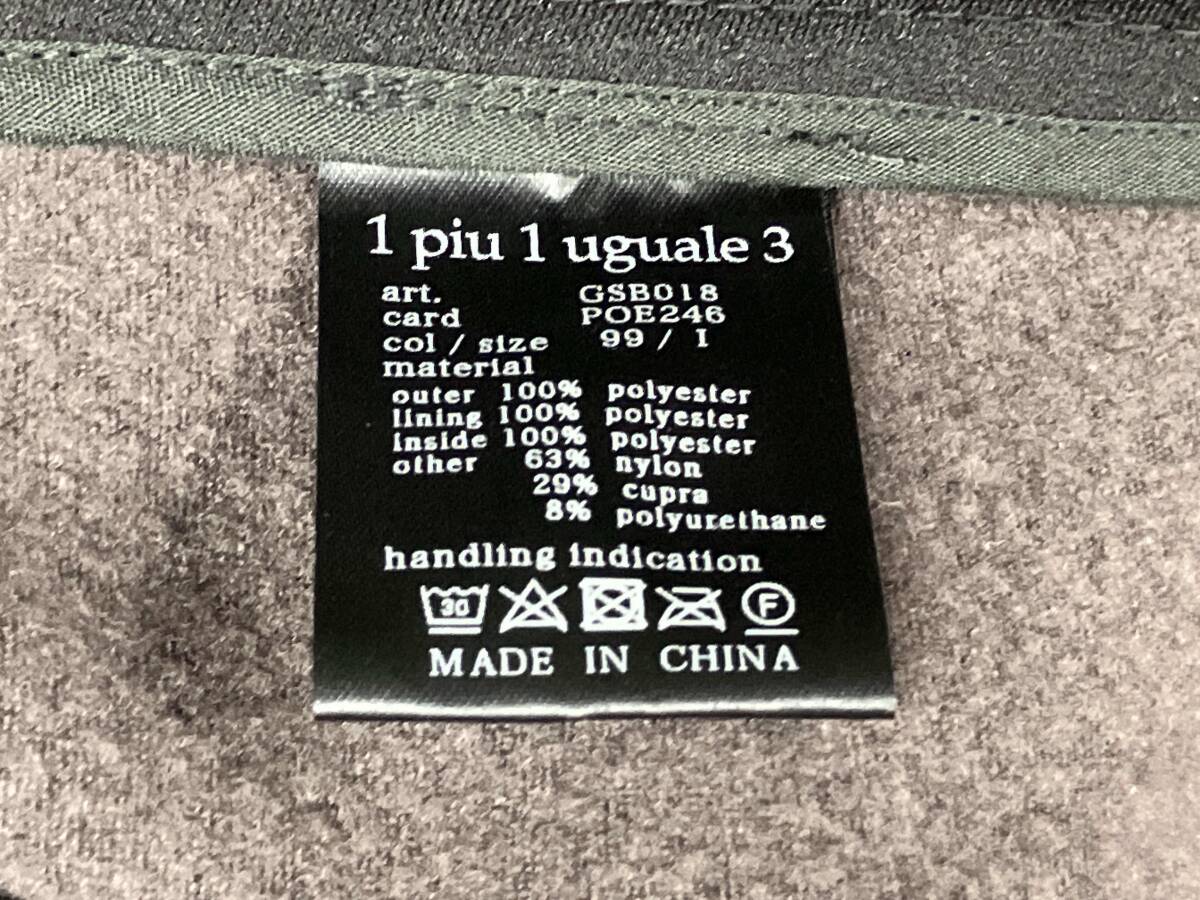 1 piu 1 uguale 3
art. GSB018
card POE246
col / size 99 / I
material
outer 100% polyester
lining 100% polyester
inside 100% polyester
other 63% nylon
29% cupra
8% polyurethane
handling indication
30 F
MADE IN CHINA